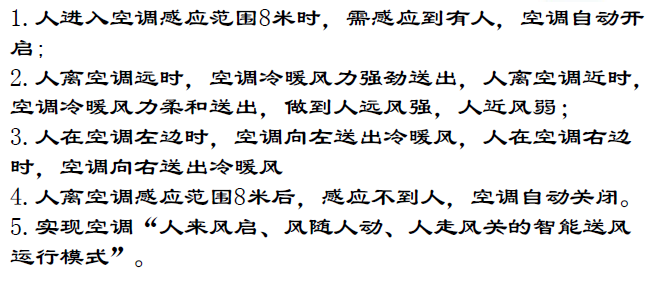 1.人进入空调感应范围8米时，需感应到有人，空调自动开
启；
2.人离空调远时，空调冷暖风力强劲送出，人离空调近时，
空调冷暖风力柔和送出，做到人远风强，人近风弱；
3.人在空调左边时，空调向左送出冷暖风，人在空调右边
时，空调向右送出冷暖风
4.人离空调感应范围8米后，感应不到人，空调自动关闭。
5.实现空调“人来风启、风随人动、人走风关的智能送风
运行模式”。